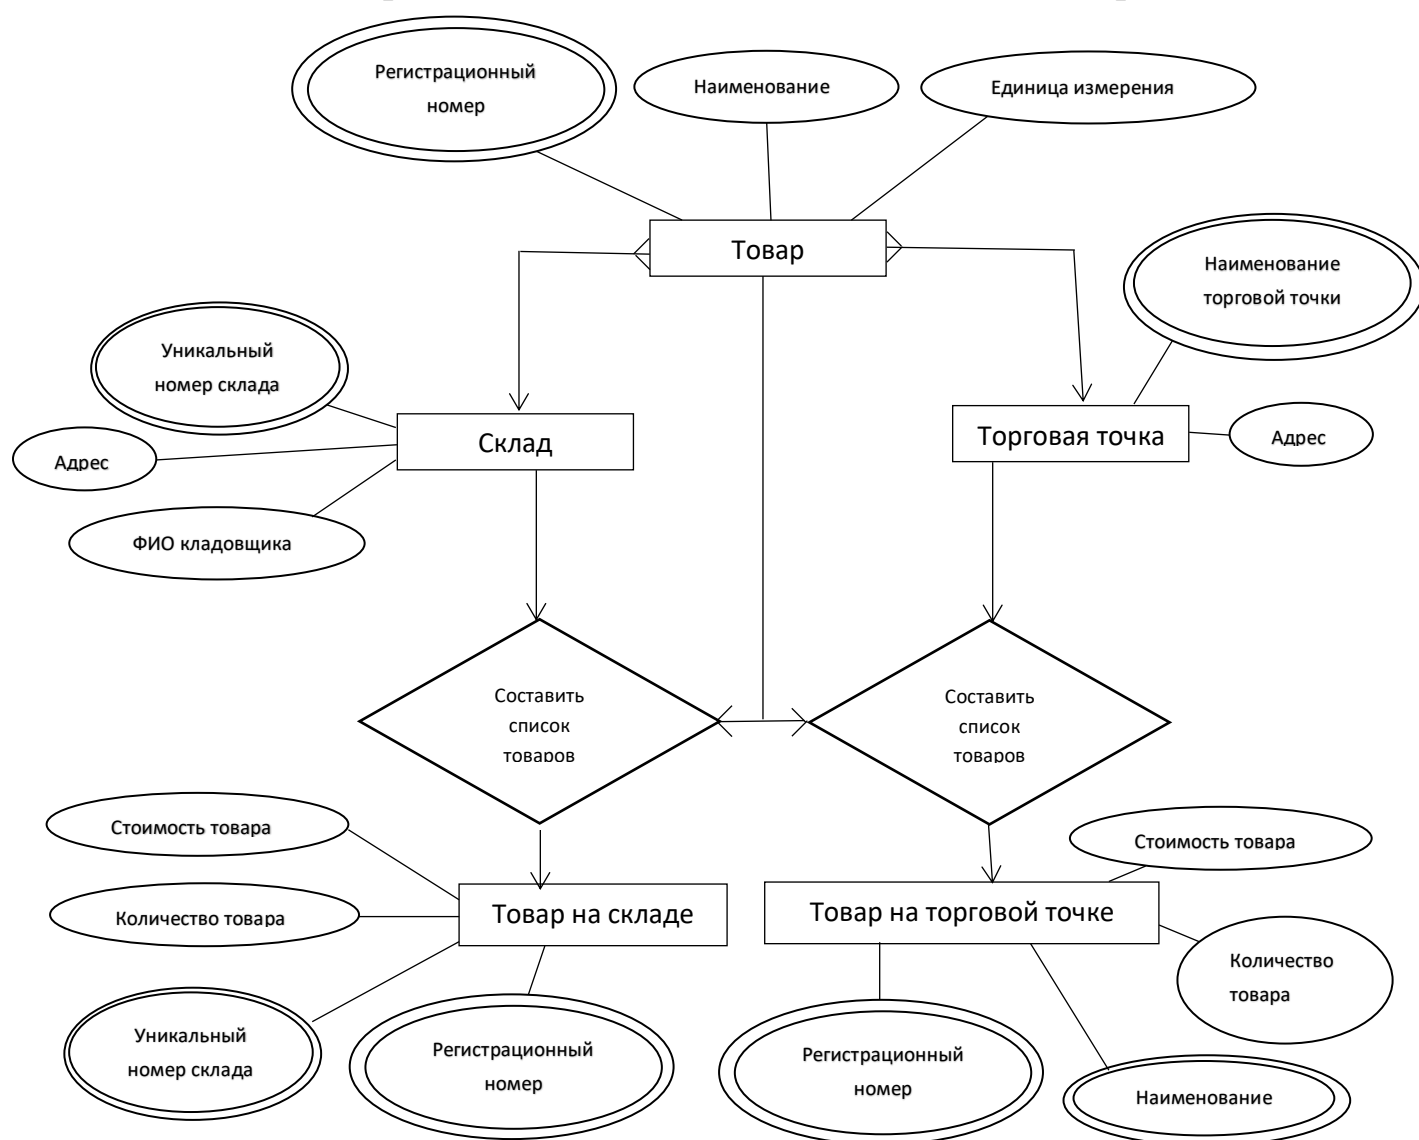 Регистрационный
номер
Наименование
Единица измерения
Товар
Наименование
торговой точки
Уникальный
номер склада
Адрес
ФИО кладовщика
Склад
Торговая точка
Адрес
Составить
список
товаров
Составить
список
товаров
Стоимость товара
Количество товара
Товар на складе
Уникальный
номер склада
Регистрационный
номер
Стоимость товара
Товар на торговой точке
Количество
товара
Регистрационный
номер
Наименование